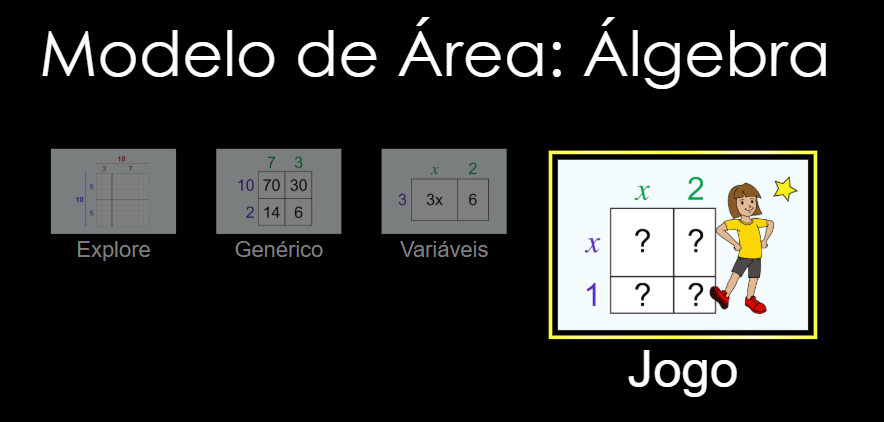 Modelo de Área: Álgebra
10
3 7
5
10
5
Explore
7 3
10 70 30
2 14 6
Genérico
x 2
3 3x 6
Variáveis
x 2
x ? ?
1 ? ?
Jogo